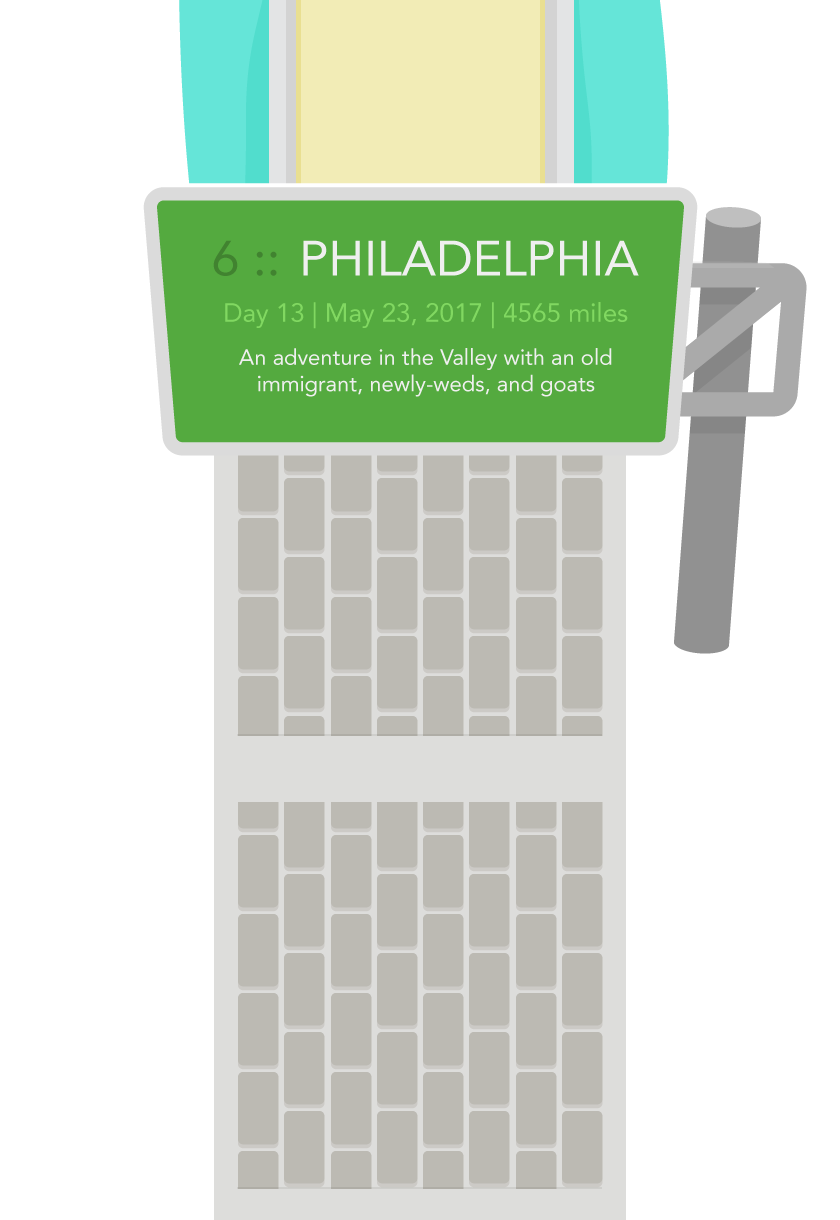 6 :: PHILADELPHIA
Day 13 | May 23, 2017 | 4565 miles
An adventure in the Valley with an old
immigrant, newly-weds, and goats